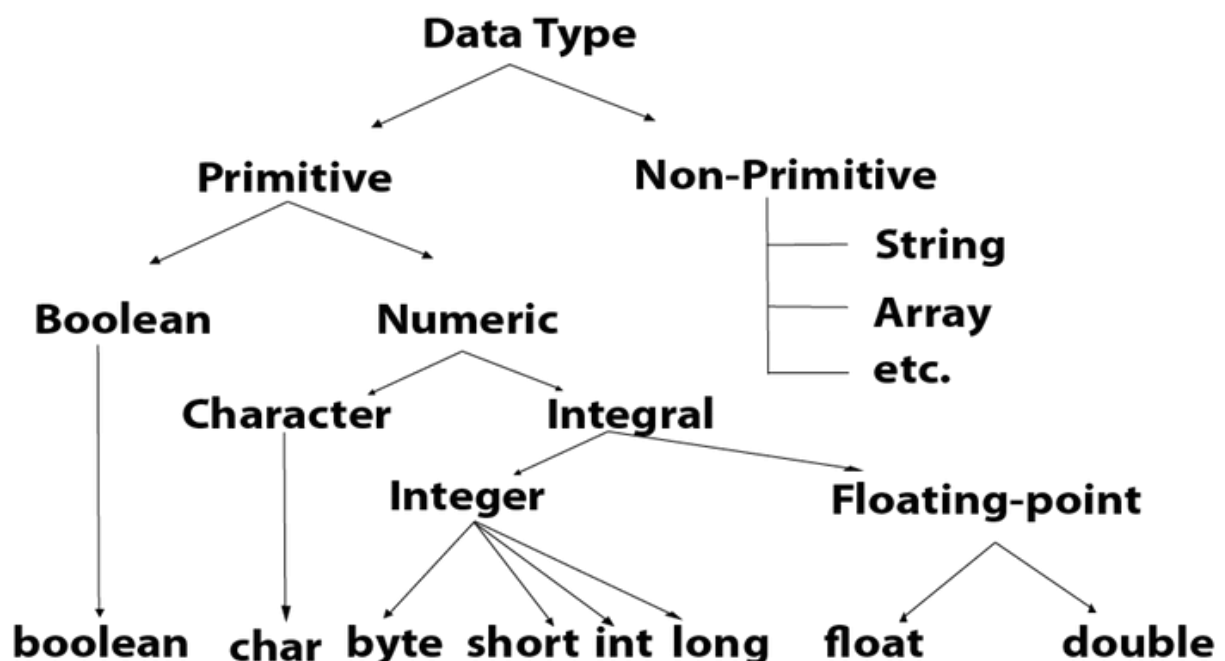 Data Type
Primitive
Non-Primitive
String
Array
etc.
Boolean
Numeric
Character
Integral
Integer
Floating-point
boolean
char
byte
short
int
long
float
double